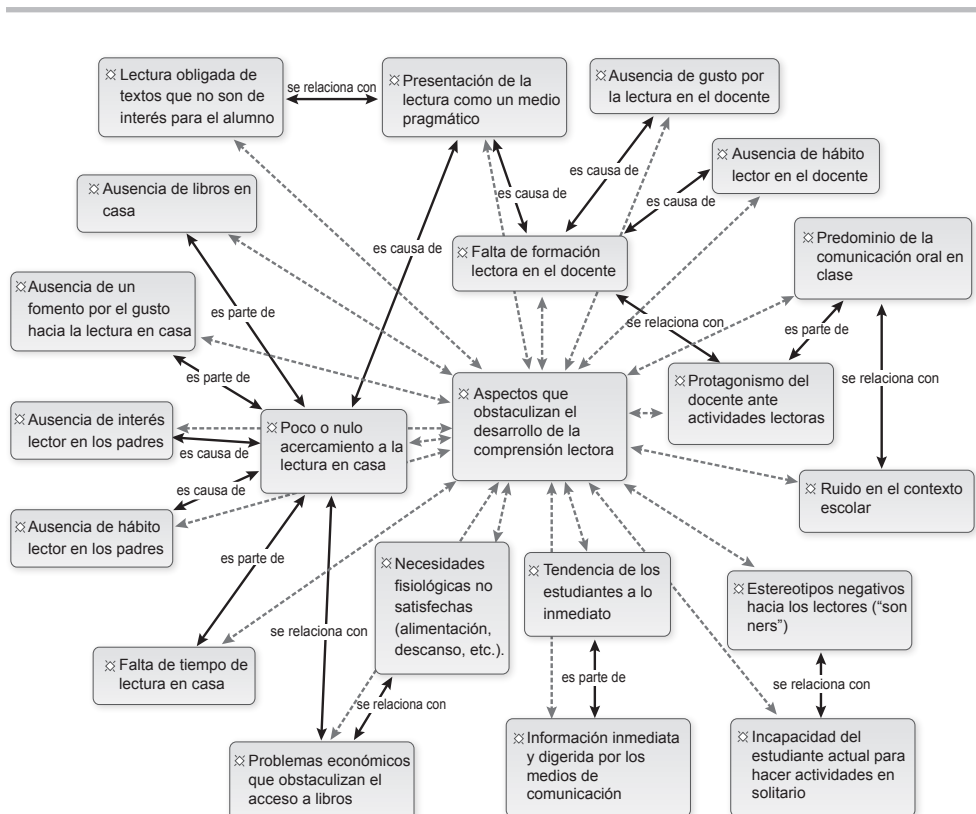 Lectura obligada de
textos que no son de
interés para el alumno
se relaciona con
Presentación de la
lectura como un medio
pragmático
Ausencia de gusto por
la lectura en el docente
Ausencia de hábito
lector en el docente
es causa de
es causa de
es causa de
Ausencia de libros en
casa
es causa de
Falta de formación
lectora en el docente
Predominio de la
comunicación oral en
clase
Ausencia de un
fomento por el gusto
hacia la lectura en casa
es parte de
se relaciona con
es parte de
es parte de
se relaciona con
Aspectos que
obstaculizan el
desarrollo de la
comprensión lectora
Protagonismo del
docente ante
actividades lectoras
Ausencia de interés
lector en los padres
es causa de
Poco o nulo
acercamiento a la
lectura en casa
es causa de
Ruido en el contexto
escolar
Ausencia de hábito
lector en los padres
es parte de
Necesidades
fisiológicas no
satisfechas
(alimentación,
descanso, etc.).
Tendencia de los
estudiantes a lo
inmediato
Estereotipos negativos
hacia los lectores (“son
ners”)
se relaciona con
Falta de tiempo de
lectura en casa
es parte de
se relaciona con
se relaciona con
Problemas económicos
que obstaculizan el
acceso a libros
Información inmediata
y digerida por los
medios de
comunicación
Incapacidad del
estudiante actual para
hacer actividades en
solitario